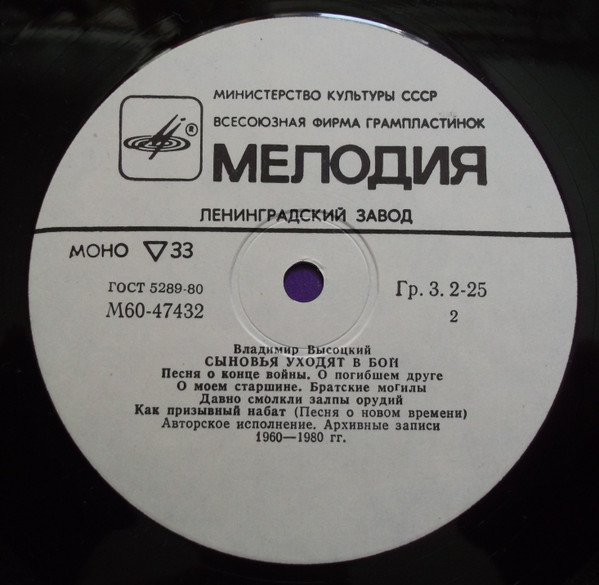 МИНИСТЕРСТВО КУЛЬТУРЫ СССР
ВСЕСОЮЗНАЯ ФИРМА ГРАМПЛАСТИНОК
®
МЕЛОДИЯ
ЛЕНИНГРАДСКИЙ ЗАВОД
МОНО ▽ 33
ГОСТ 5289-80
М60-47432
Гр. 3. 2-25
2
Владимир Высоцкий
СЫНОВЬЯ УХОДЯТ В БОЙ
Песня о конце войны. О погибшем друге
О моем старшине. Братские могилы
Давно смолкли залпы орудий
Как призывный набат (Песня о новом времени)
Авторское исполнение. Архивные записи
1960—1980 гг.